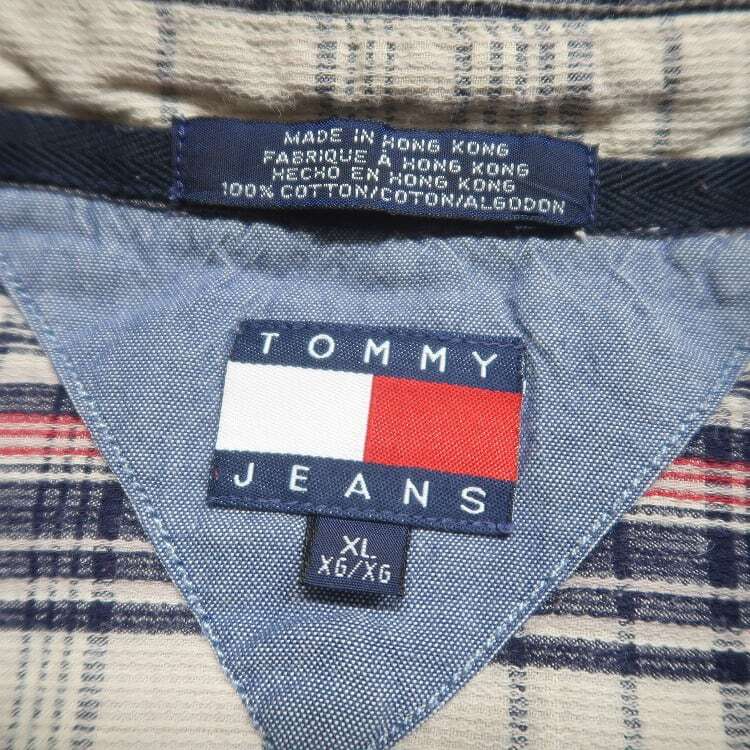 MADE IN HONG KONG
FABRIQUE À HONG KONG
HECHO EN HONG KONG
100% COTTON/COTON/ALGODON
TOMMY
JEANS
XL
XG/XG